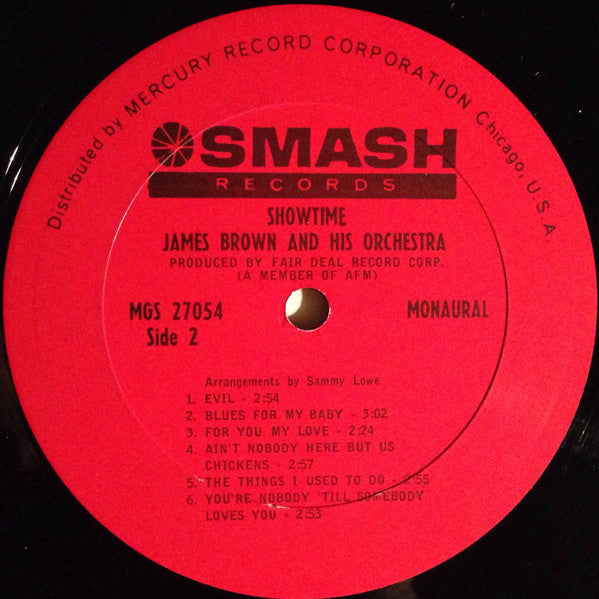 Distributed by MERCURY RECORD CORPORATION Chicago, U.S.A
SMASH
RECORDS
SHOWTIME
JAMES BROWN AND HIS ORCHESTRA
PRODUCED BY FAIR DEAL RECORD CORP.
(A MEMBER OF AFM)
MGS 27054 MONAURAL
Side 2
Arrangements by Sammy Lowe
1. EVIL - 2:54
2. BLUES FOR MY BABY - 3:02
3. FOR YOU MY LOVE - 2:24
4. AIN'T NOBODY HERE BUT US
CHICKENS - 2:57
5. THE THINGS I USED TO DO - 2:55
6. YOU'RE NOBODY 'TILL SOMEBODY
LOVES YOU - 2:53